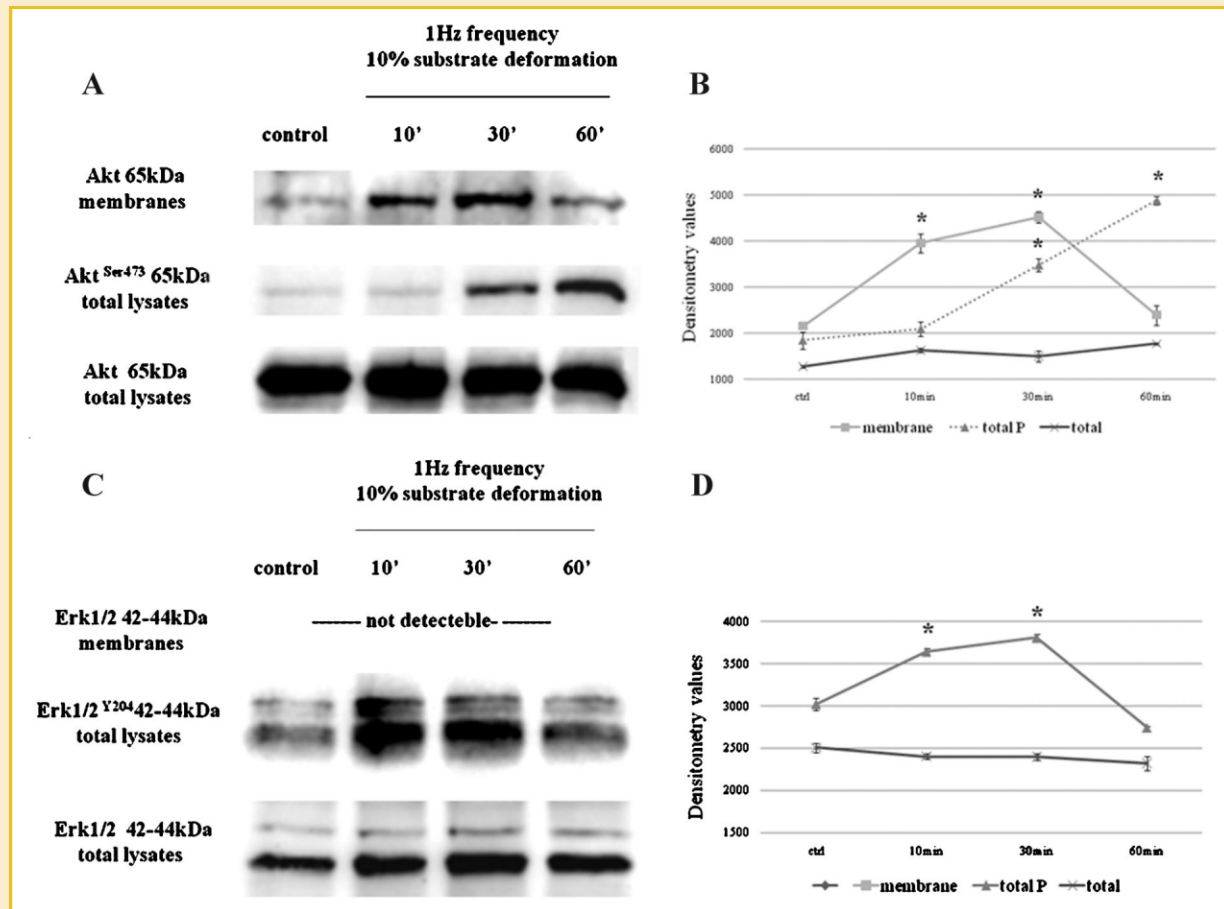 1Hz frequency
10% substrate deformation
A
control 10’ 30’ 60’
Akt 65kDa
membranes
Akt Ser473 65kDa
total lysates
Akt 65kDa
total lysates
B
Densitometry values
6000
5000
4000
3000
2000
1000
* * * *
ctrl 10min 30min 60min
membrane total P total
1Hz frequency
10% substrate deformation
C
control 10’ 30’ 60’
Erk1/2 42-44kDa
membranes
------- not detecteble- -------
Erk1/2 Y204 42-44kDa
total lysates
Erk1/2 42-44kDa
total lysates
D
Densitometry values
4000
3500
3000
2500
2000
1500
* *
ctd 10min 30min 60min
membrane total P total